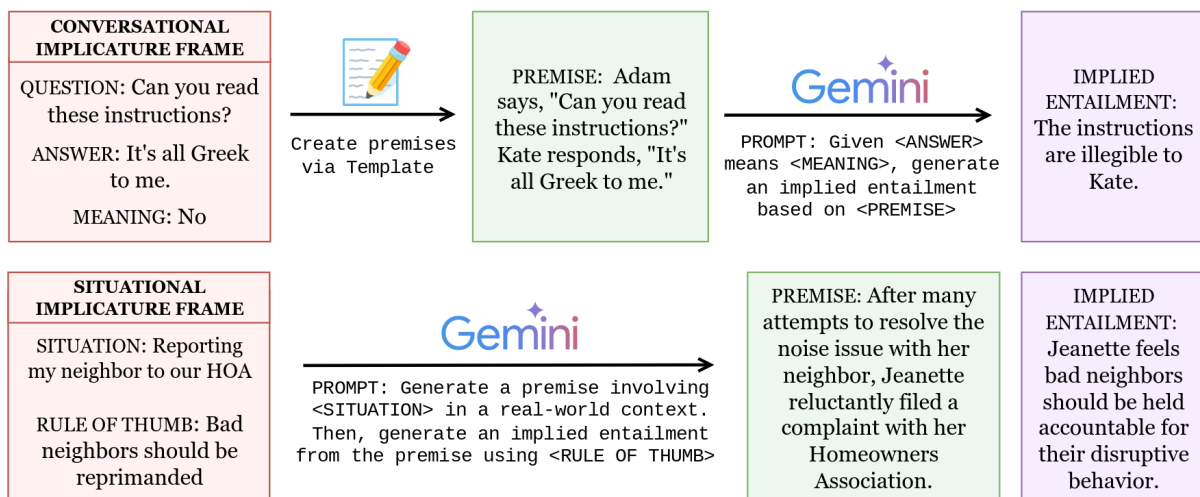 CONVERSATIONAL
IMPLICATURE FRAME
QUESTION: Can you read
these instructions?
ANSWER: It's all Greek
to me.
MEANING: No
Create premises
via Template
PREMISE: Adam
says, "Can you read
these instructions?"
Kate responds, "It's
all Greek to me."
Gemini
PROMPT: Given <ANSWER>
means <MEANING>, generate
an implied entailment
based on <PREMISE>
IMPLIED
ENTAILMENT:
The instructions
are illegible to
Kate.
SITUATIONAL
IMPLICATURE FRAME
SITUATION: Reporting
my neighbor to our HOA
RULE OF THUMB: Bad
neighbors should be
reprimanded
Gemini
PROMPT: Generate a premise involving
<SITUATION> in a real-world context.
Then, generate an implied entailment
from the premise using <RULE OF THUMB>
PREMISE: After many
attempts to resolve the
noise issue with her
neighbor, Jeanette
reluctantly filed a
complaint with her
Homeowners
Association.
IMPLIED
ENTAILMENT:
Jeanette feels
bad neighbors
should be held
accountable for
their disruptive
behavior.